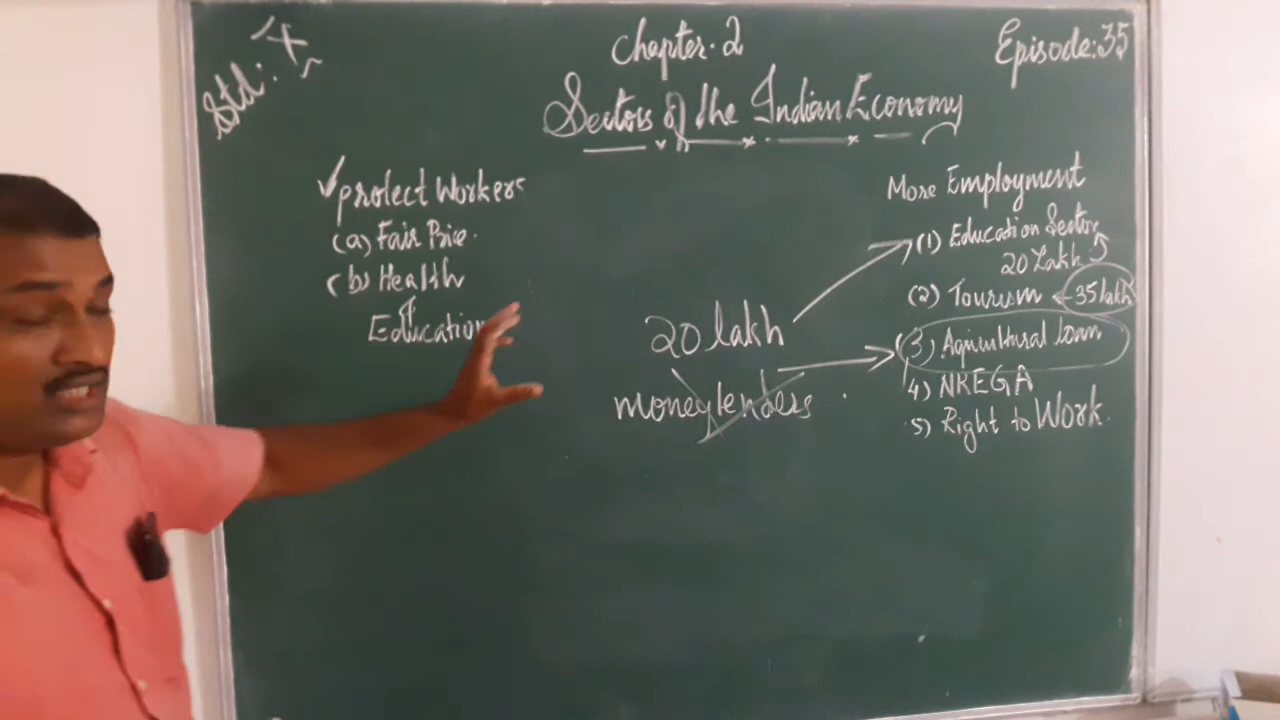 Std: X
Chapter. 2
Episode: 35
Sectors of the Indian Economy
✓ protect Workers
(a) Fair Price.
(b) Health
Education
20 lakh
moneylenders
More Employment
(1) Education Sector
20 Lakh
(2) Tourism ← 35 lakh
(3) Agricultural loan
4) NREGA
5) Right to Work.